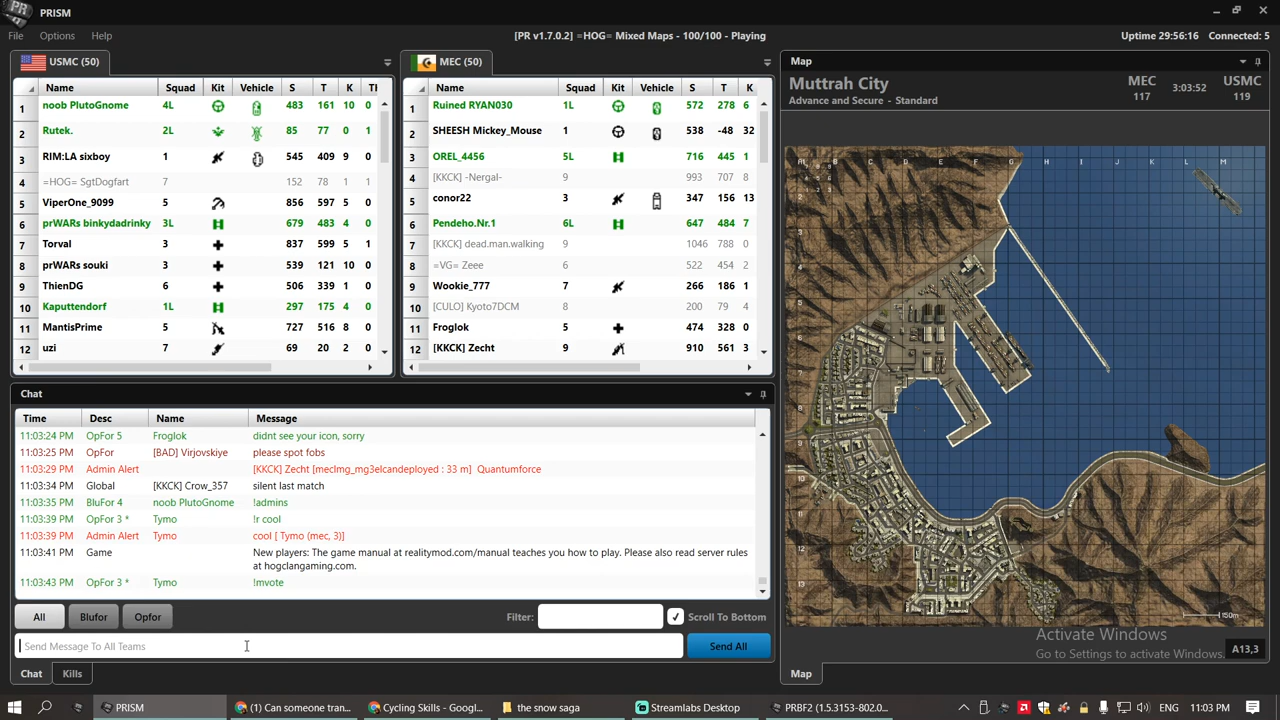 PRISM
File Options Help [PR v1.7.0.2] =HOG= Mixed Maps - 100/100 - Playing Uptime 29:56:16 Connected: 5
USMC (50)
Name Squad Kit Vehicle S T K Th
1 noob PlutoGnome 4L 483 161 10 0
2 Rutek. 2L 85 77 0 1
3 RIM:LA sixboy 1 545 409 9 0
4 =HOG= SgtDogfart 7 152 78 1 1
5 ViperOne_9099 5 856 597 5 0
6 prWARs binkydadrinky 3L 679 483 4 0
7 Torval 3 837 599 5 1
8 prWARs souki 3 539 121 10 0
9 ThienDG 6 506 339 1 0
10 Kaputtendorf 1L 297 175 4 0
11 MantisPrime 5 727 516 8 0
12 uzi 7 69 20 2 0
MEC (50)
Name Squad Kit Vehicle S T K
1 Ruined RYAN030 1L 572 278 6
2 SHEESH Mickey_Mouse 1 538 -48 32
3 OREL_4456 5L 716 445 1
4 [KKCK] -Nergal- 9 993 707 8
5 conor22 3 347 156 13
6 Pendeho.Nr.1 6L 647 484 7
7 [KKCK] dead.man.walking 9 1046 788 0
8 =VG= Zeee 6 522 454 2
9 Wookie_777 7 266 186 1
10 [CULO] Kyoto7DCM 8 200 79 4
11 Froglok 5 474 328 0
12 [KKCK] Zecht 9 910 561 3
Chat
Time Desc Name Message
11:03:24 PM OpFor 5 Froglok didnt see your icon, sorry
11:03:25 PM OpFor [BAD] Virjovskiye please spot fobs
11:03:29 PM Admin Alert [KKCK] Zecht [meclmg_mg3elcandeployed : 33 m] Quantumforce
11:03:34 PM Global [KKCK] Crow_357 silent last match
11:03:35 PM BluFor 4 noob PlutoGnome !admins
11:03:39 PM OpFor 3 * Tymo !r cool
11:03:39 PM Admin Alert Tymo cool [ Tymo (mec, 3)]
11:03:41 PM Game New players: The game manual at realitymod.com/manual teaches you how to play. Please also read server rules
at hogclangaming.com.
11:03:43 PM OpFor 3 * Tymo !mvote
All Blufor Opfor Filter: Scroll To Bottom
Send Message To All Teams Send All
Chat Kills
Map
Muttrah City MEC 3:03:52 USMC
Advance and Secure - Standard 117 119
A B C D E F G H I J K L M
3
5
6
8
9
10
11
12
13
150m
Activate Windows
Go to Settings to activate Windows. A13,3
Map
PRISM (1) Can someone tran... Cycling Skills - Googl... the snow saga Streamlabs Desktop PRBF2 (1.5.3153-802.0... 11:03 PM